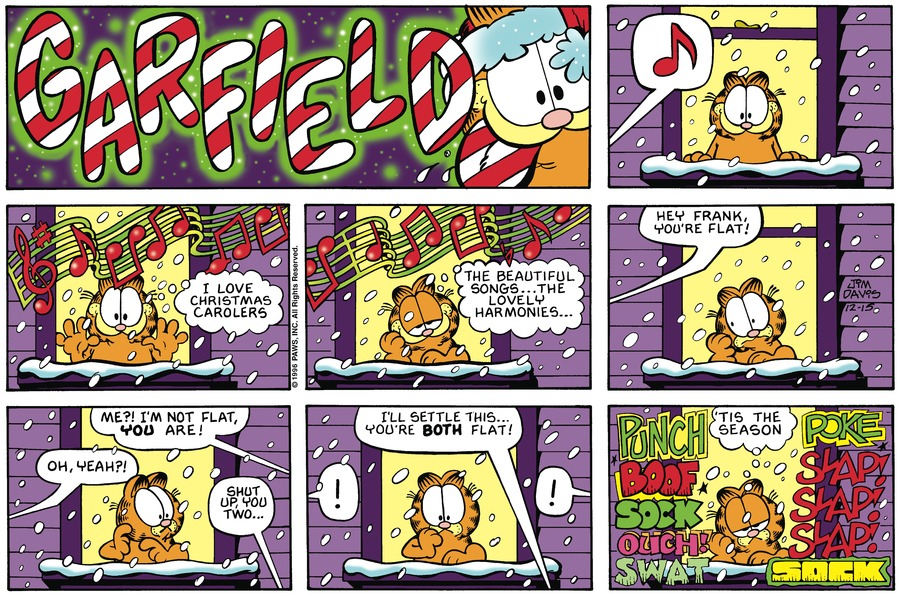 GARFIELD
I LOVE
CHRISTMAS
CAROLERS
© 1996 PAWS, INC. All Rights Reserved.
THE BEAUTIFUL
SONGS...THE
LOVELY
HARMONIES...
HEY FRANK,
YOU'RE FLAT!
JIM
DAVIS
12-15
ME?! I'M NOT FLAT,
YOU ARE!
OH, YEAH?!
SHUT
UP, YOU
TWO...
I'LL SETTLE THIS...
YOU'RE BOTH FLAT!
!
!
PUNCH
BOOF
SOCK
OUCH!
SWAT
'TIS THE
SEASON
POKE
SLAP!
SLAP!
SLAP!
SOCK